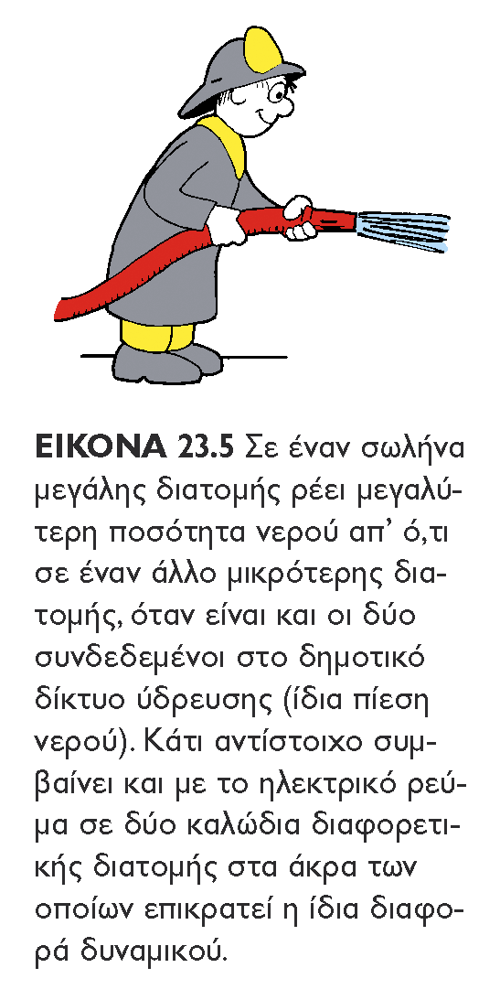 ΕΙΚΟΝΑ 23.5 Σε έναν σωλήνα
μεγάλης διατομής ρέει μεγαλύ-
τερη ποσότητα νερού απ’ ό,τι
σε έναν άλλο μικρότερης δια-
τομής, όταν είναι και οι δύο
συνδεδεμένοι στο δημοτικό
δίκτυο ύδρευσης (ίδια πίεση
νερού). Κάτι αντίστοιχο συμ-
βαίνει και με το ηλεκτρικό ρεύ-
μα σε δύο καλώδια διαφορετι-
κής διατομής στα άκρα των
οποίων επικρατεί η ίδια διαφο-
ρά δυναμικού.